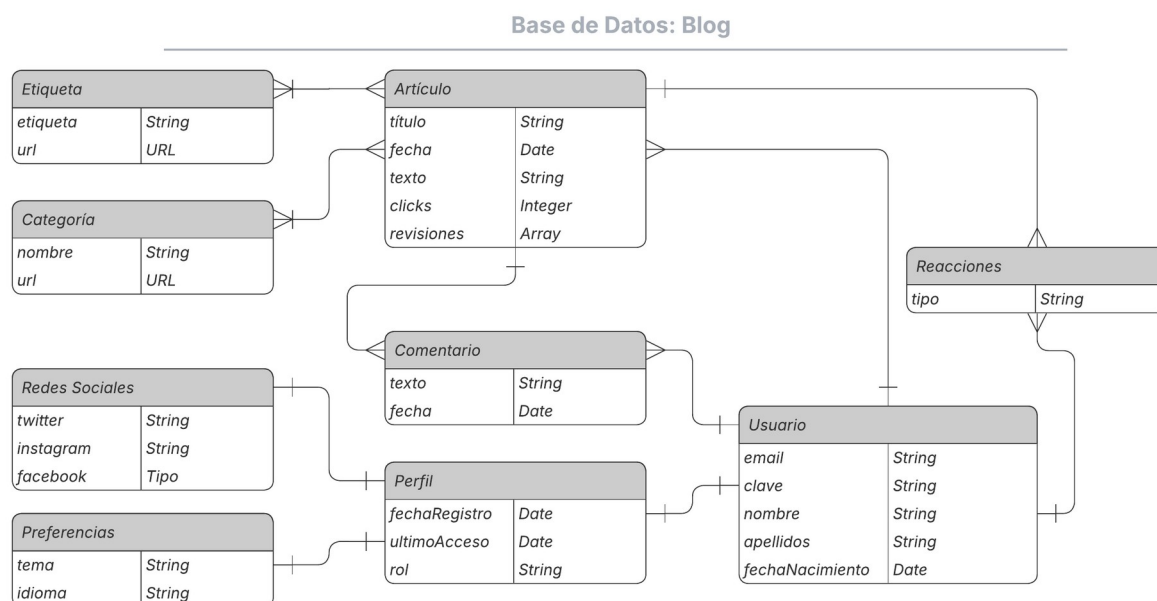 Base de Datos: Blog
Etiqueta
etiqueta String
url URL
Categoría
nombre String
url URL
Artículo
título String
fecha Date
texto String
clicks Integer
revisiones Array
Reacciones
tipo String
Comentario
texto String
fecha Date
Redes Sociales
twitter String
instagram String
facebook Tipo
Usuario
email String
clave String
nombre String
apellidos String
fechaNacimiento Date
Perfil
fechaRegistro Date
ultimoAcceso Date
rol String
Preferencias
tema String
idioma String